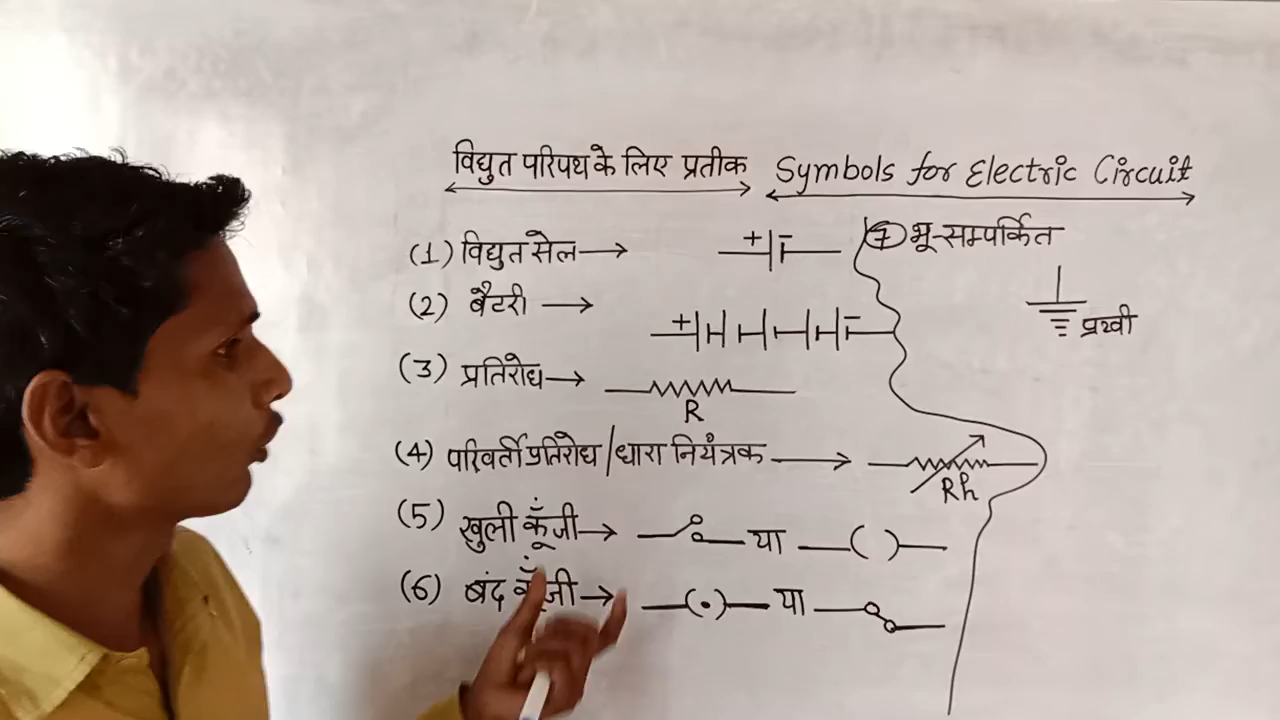 विद्युत परिपथ के लिए प्रतीक Symbols for Electric Circuit
(1) विद्युत सेल → + −
(2) बैटरी → + −
(3) प्रतिरोध → R
(4) परिवर्ती प्रतिरोध / धारा नियंत्रक → Rh
(5) खुली कूँजी → या ( )
(6) बंद कूँजी → (•) या
7 भू-सम्पर्कित
प्रथ्वी